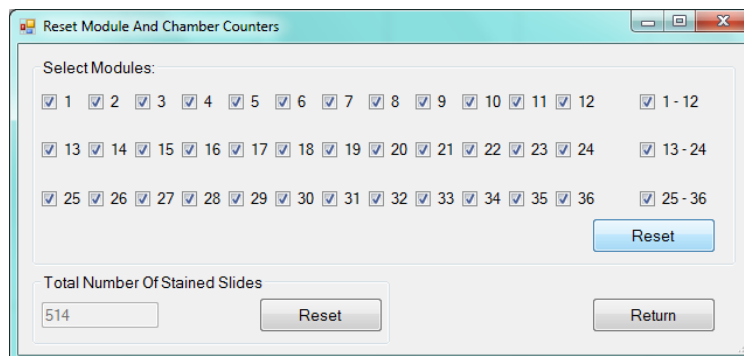 Reset Module And Chamber Counters
Select Modules:
1 2 3 4 5 6 7 8 9 10 11 12 1 - 12
13 14 15 16 17 18 19 20 21 22 23 24 13 - 24
25 26 27 28 29 30 31 32 33 34 35 36 25 - 36
Reset
Total Number Of Stained Slides
514 Reset Return